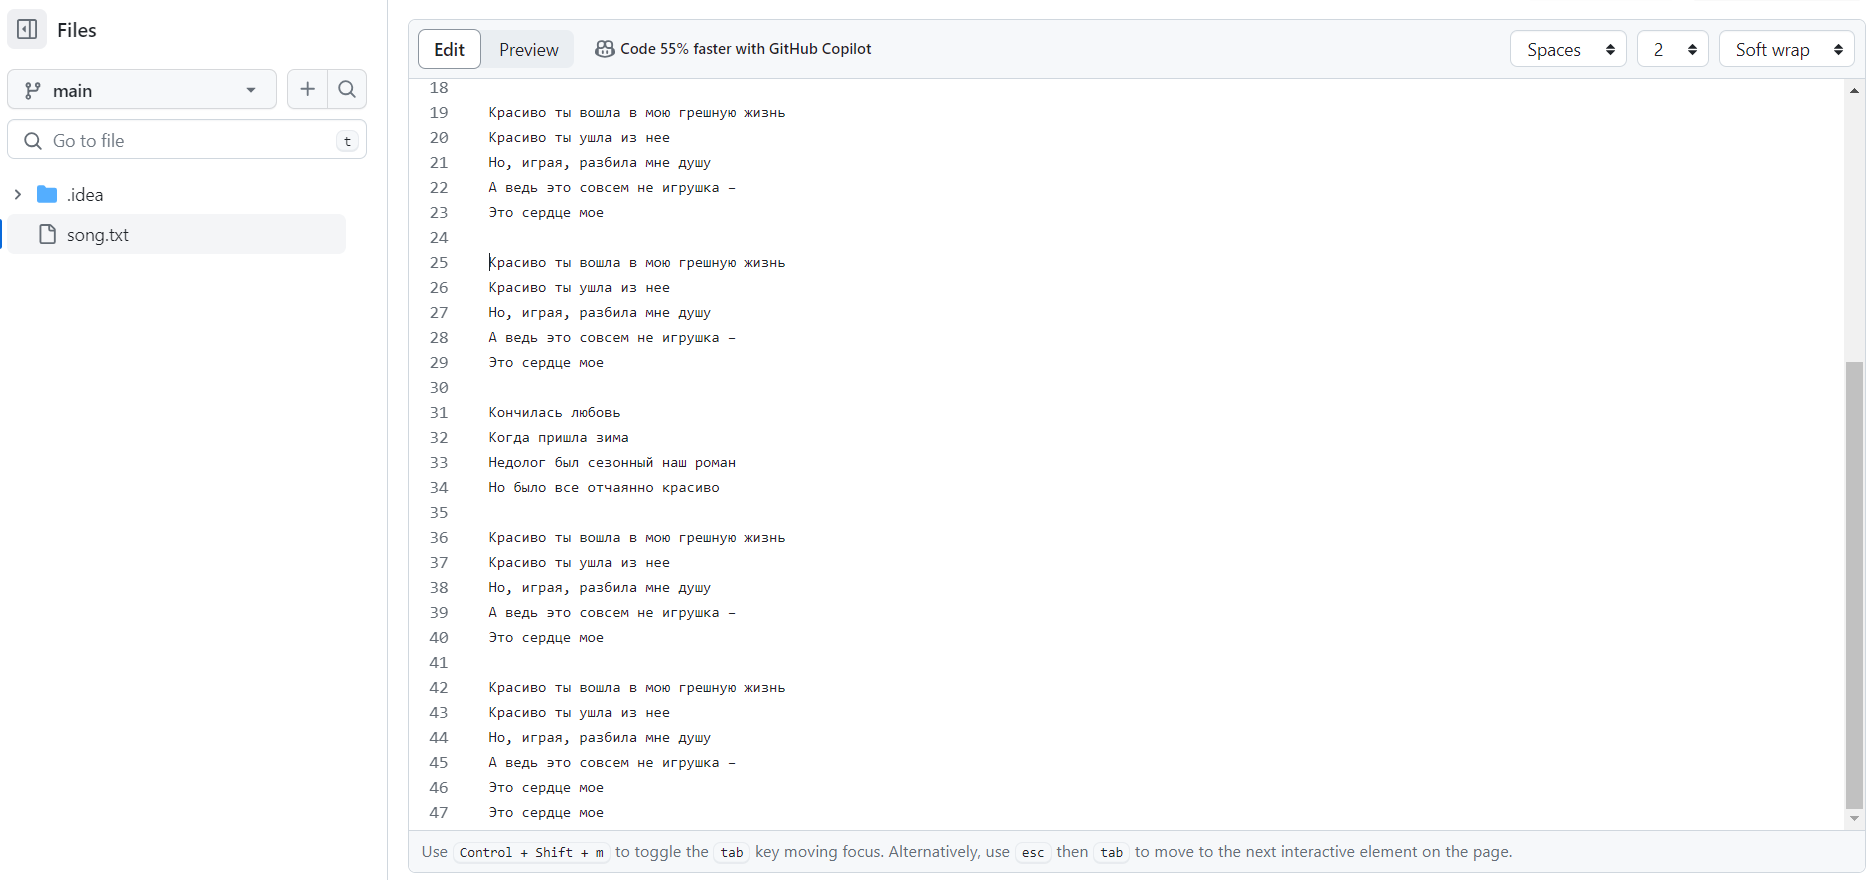 Files
main
Go to file
t
.idea
song.txt
Edit
Preview
Code 55% faster with GitHub Copilot
Spaces
2
Soft wrap
18
19 Красиво ты вошла в мою грешную жизнь
20 Красиво ты ушла из нее
21 Но, играя, разбила мне душу
22 А ведь это совсем не игрушка –
23 Это сердце мое
24
25 Красиво ты вошла в мою грешную жизнь
26 Красиво ты ушла из нее
27 Но, играя, разбила мне душу
28 А ведь это совсем не игрушка –
29 Это сердце мое
30
31 Кончилась любовь
32 Когда пришла зима
33 Недолог был сезонный наш роман
34 Но было все отчаянно красиво
35
36 Красиво ты вошла в мою грешную жизнь
37 Красиво ты ушла из нее
38 Но, играя, разбила мне душу
39 А ведь это совсем не игрушка –
40 Это сердце мое
41
42 Красиво ты вошла в мою грешную жизнь
43 Красиво ты ушла из нее
44 Но, играя, разбила мне душу
45 А ведь это совсем не игрушка –
46 Это сердце мое
47 Это сердце мое
Use Control + Shift + m to toggle the tab key moving focus. Alternatively, use esc then tab to move to the next interactive element on the page.